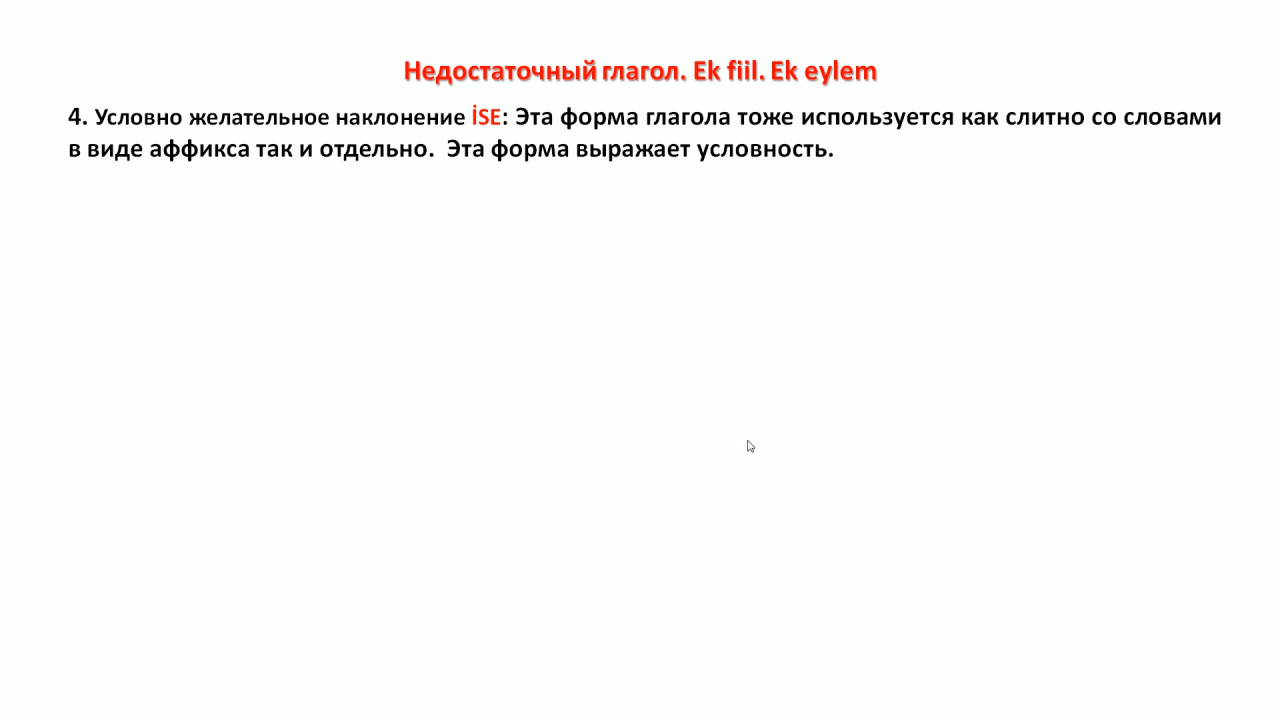 Недостаточный глагол. Ek fiil. Ek eylem
4. Условно желательное наклонение İSE: Эта форма глагола тоже используется как слитно со словами
в виде аффикса так и отдельно. Эта форма выражает условность.